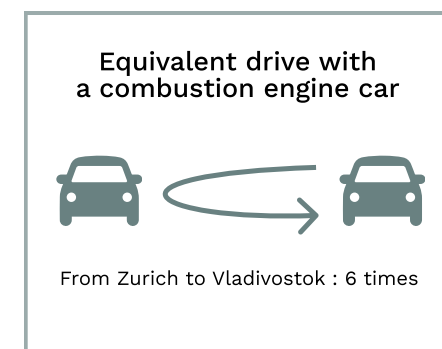 Equivalent drive with
a combustion engine car
From Zurich to Vladivostok : 6 times